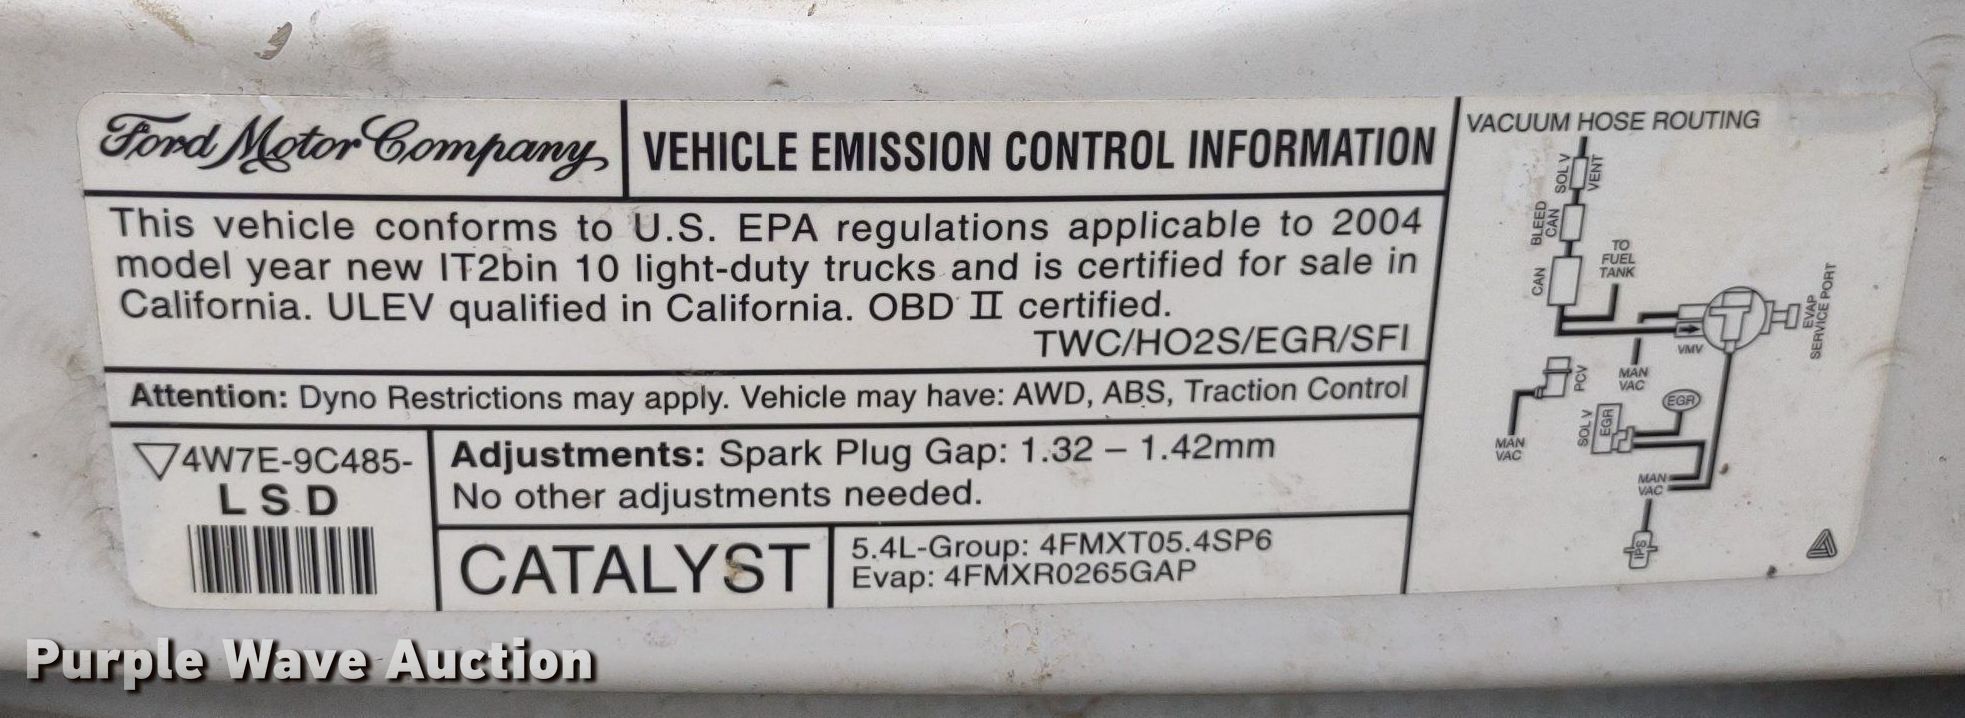 Ford Motor Company
VEHICLE EMISSION CONTROL INFORMATION
This vehicle conforms to U.S. EPA regulations applicable to 2004
model year new IT2bin 10 light-duty trucks and is certified for sale in
California. ULEV qualified in California. OBD II certified.
TWC/HO2S/EGR/SFI
Attention: Dyno Restrictions may apply. Vehicle may have: AWD, ABS, Traction Control
4W7E-9C485-
L S D
Adjustments: Spark Plug Gap: 1.32 – 1.42mm
No other adjustments needed.
CATALYST
5.4L-Group: 4FMXT05.4SP6
Evap: 4FMXR0265GAP
VACUUM HOSE ROUTING
SOL V
VENT
BLEED
CAN
CAN
TO
FUEL
TANK
EVAP
SERVICE PORT
VMV
MAN
VAC
PCV
MAN
VAC
SOL V
EGR
EGR
MAN
VAC
IPS
Purple Wave Auction